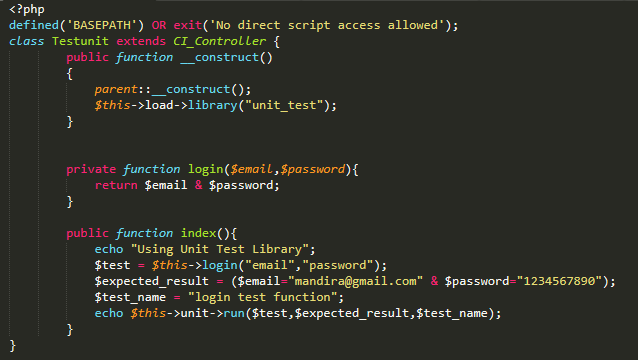 <?php
defined('BASEPATH') OR exit('No direct script access allowed');
class Testunit extends CI_Controller {
public function __construct()
{
parent::__construct();
$this->load->library("unit_test");
}
private function login($email,$password){
return $email & $password;
}
public function index(){
echo "Using Unit Test Library";
$test = $this->login("email","password");
$expected_result = ($email="mandira@gmail.com" & $password="1234567890");
$test_name = "login test function";
echo $this->unit->run($test,$expected_result,$test_name);
}
}